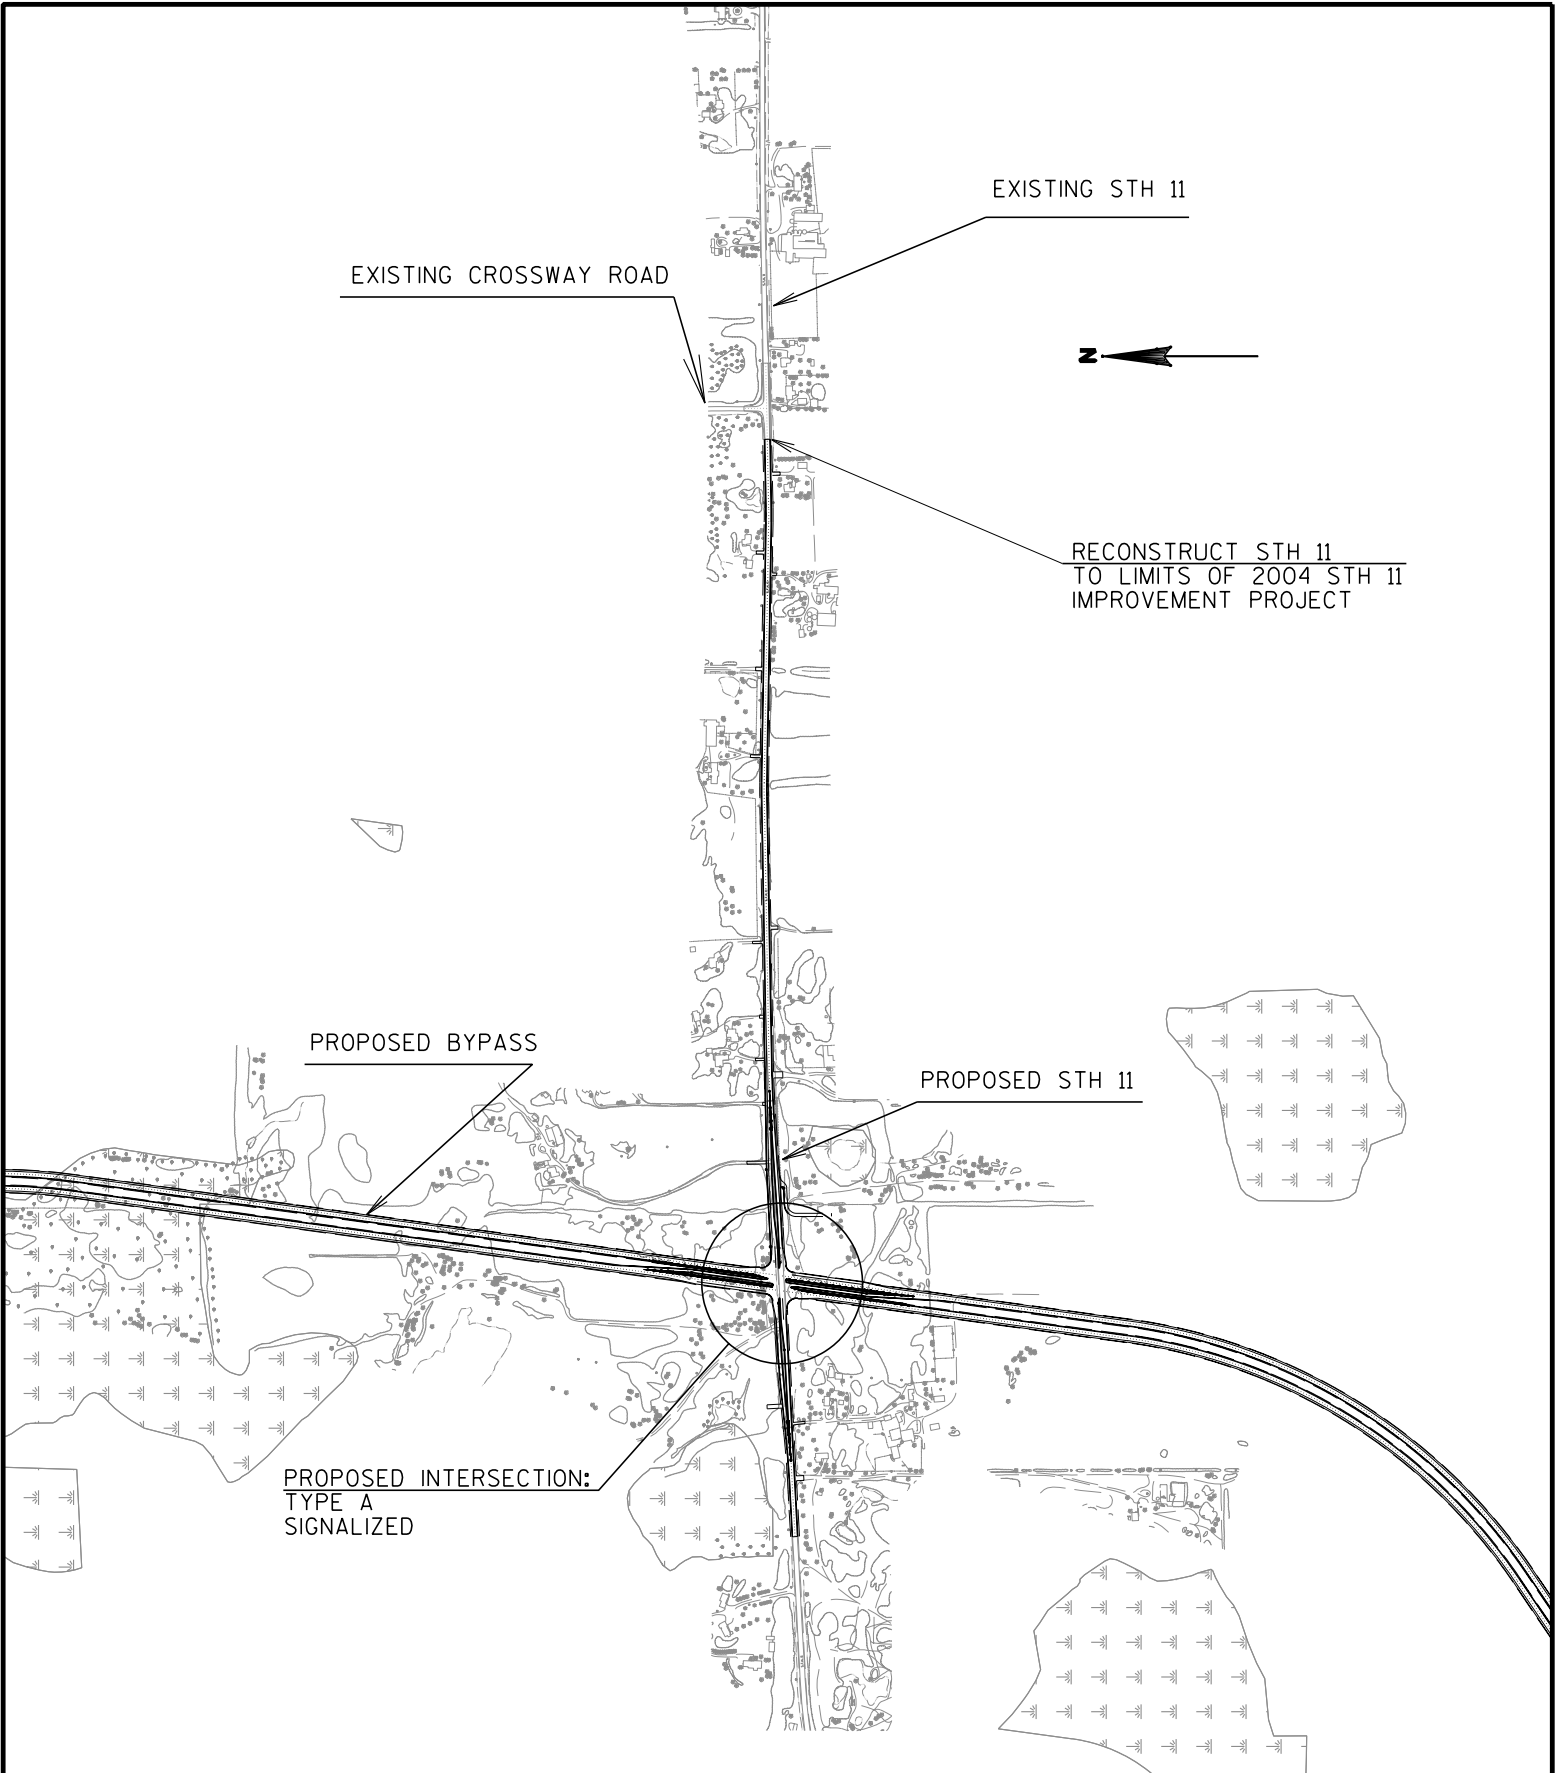 EXISTING STH 11
EXISTING CROSSWAY ROAD
N
RECONSTRUCT STH 11
TO LIMITS OF 2004 STH 11
IMPROVEMENT PROJECT
PROPOSED BYPASS
PROPOSED STH 11
PROPOSED INTERSECTION:
TYPE A
SIGNALIZED